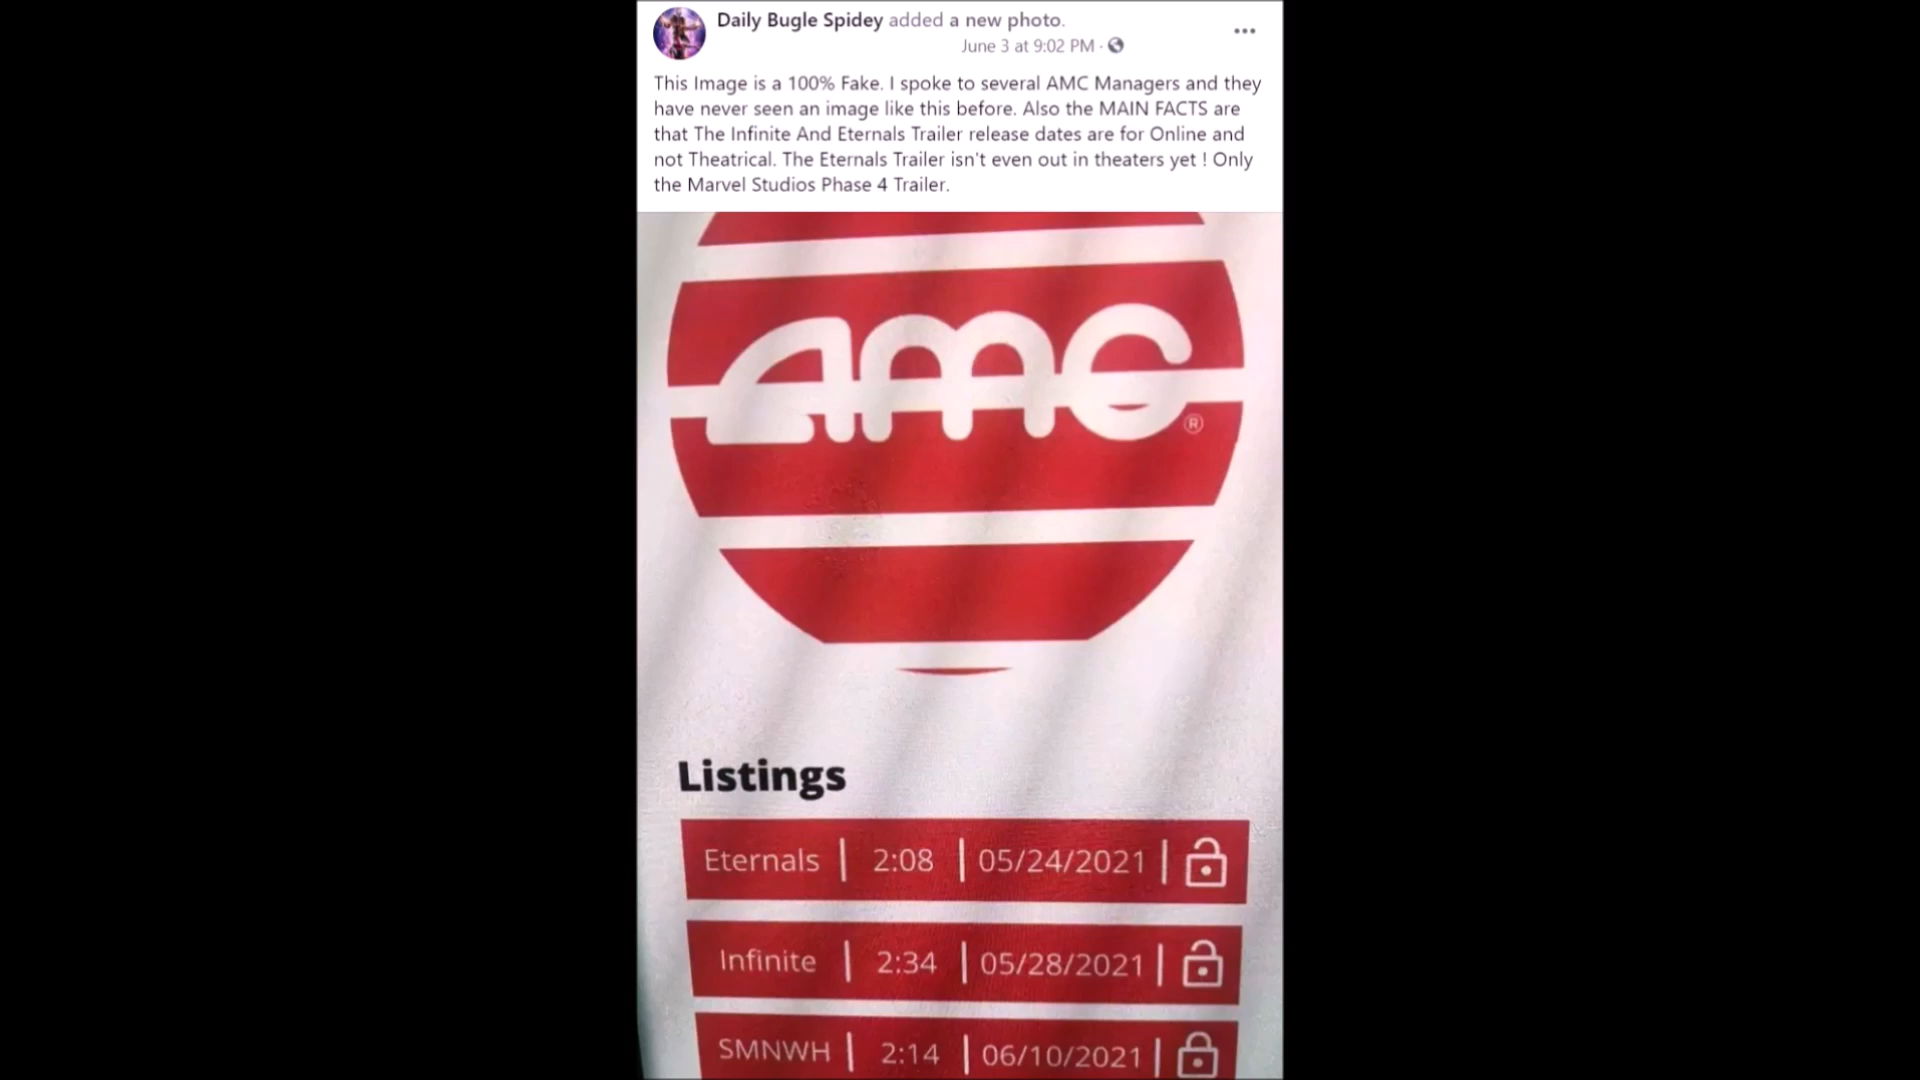 Daily Bugle Spidey added a new photo.
June 3 at 9:02 PM ·
This Image is a 100% Fake. I spoke to several AMC Managers and they
have never seen an image like this before. Also the MAIN FACTS are
that The Infinite And Eternals Trailer release dates are for Online and
not Theatrical. The Eternals Trailer isn't even out in theaters yet ! Only
the Marvel Studios Phase 4 Trailer.
amc
®
Listings
Eternals | 2:08 | 05/24/2021 |
Infinite | 2:34 | 05/28/2021 |
SMNWH | 2:14 | 06/10/2021 |